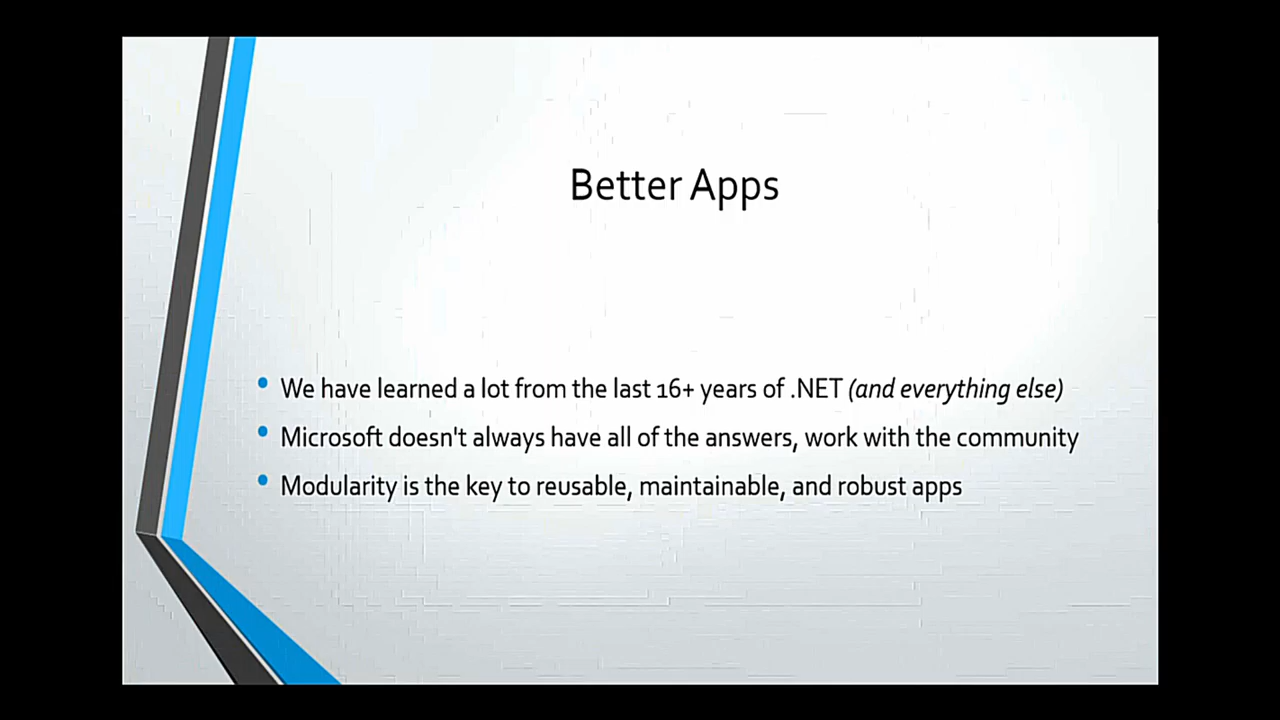 Better Apps
• We have learned a lot from the last 16+ years of .NET (and everything else)
• Microsoft doesn't always have all of the answers, work with the community
• Modularity is the key to reusable, maintainable, and robust apps